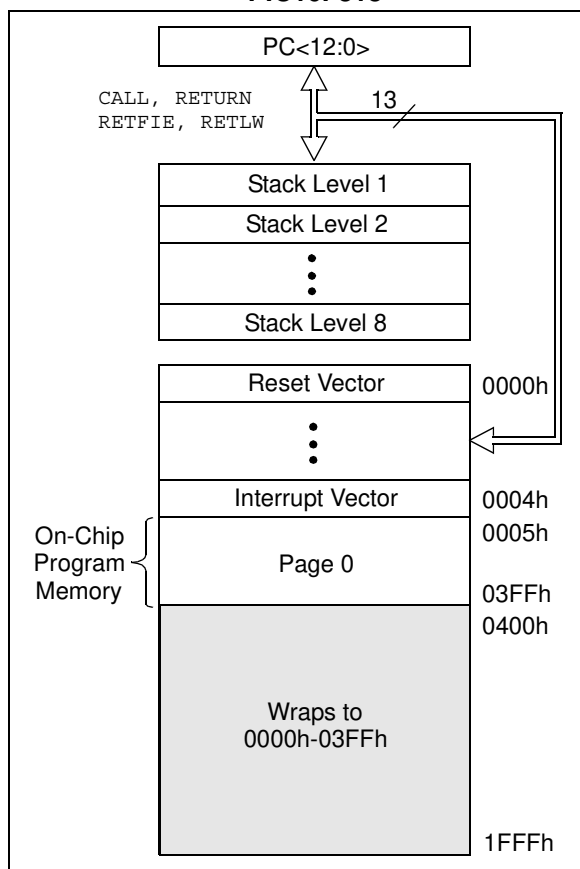 PC<12:0>
CALL, RETURN
RETFIE, RETLW
13
Stack Level 1
Stack Level 2
Stack Level 8
Reset Vector
0000h
Interrupt Vector
0004h
On-Chip
Program
Memory
0005h
Page 0
03FFh
0400h
Wraps to
0000h-03FFh
1FFFh